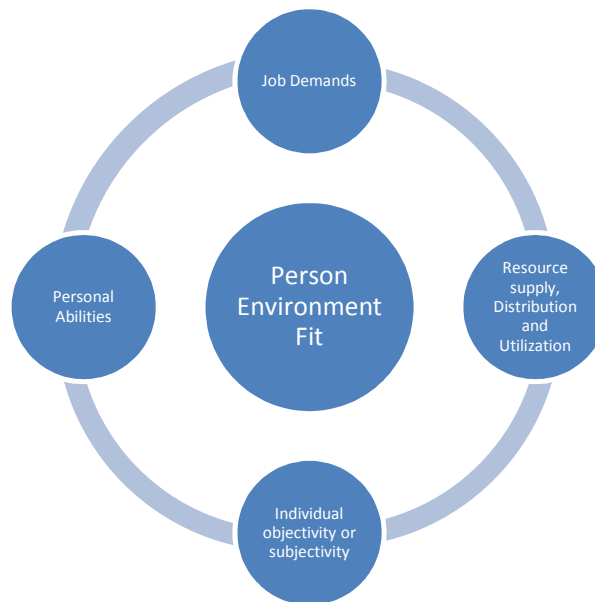 Job Demands
Person
Environment
Fit
Resource
supply,
Distribution
and
Utilization
Personal
Abilities
Individual
objectivity or
subjectivity